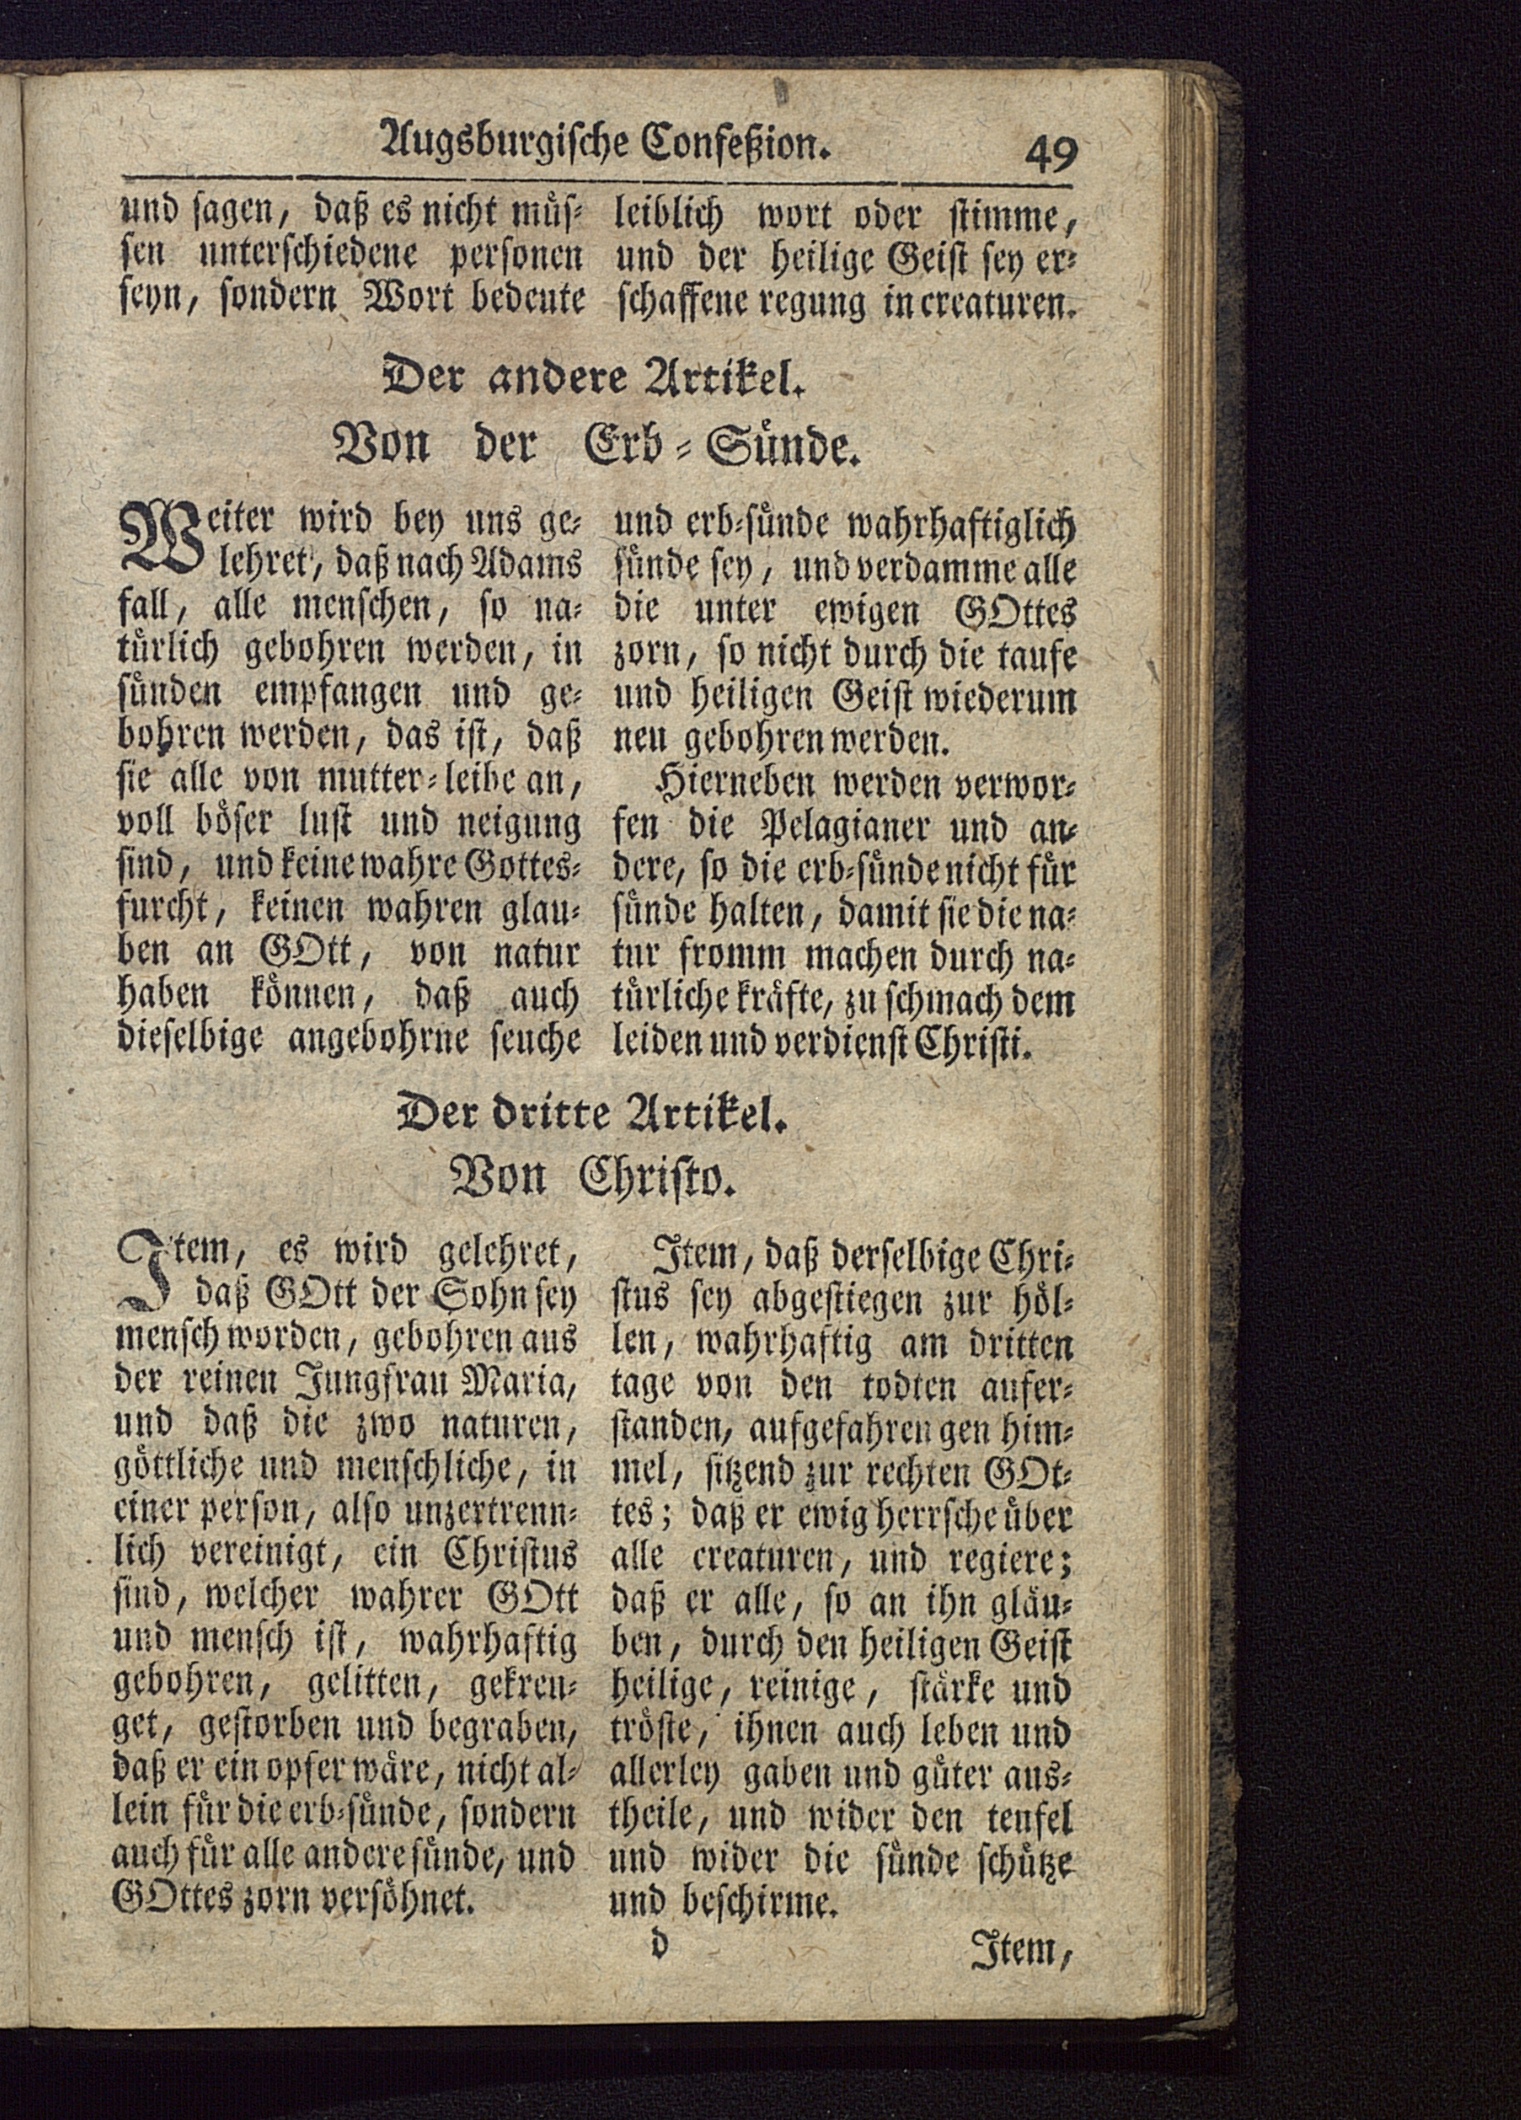 Augsburgische Confeßion. 49
und sagen, daß es nicht müs-
sen unterschiedene personen
seyn, sondern Wort bedeute
leiblich wort oder stimme,
und der heilige Geist sey er-
schaffene regung in creaturen.
Der andere Artikel.
Von der Erb-Sünde.
Weiter wird bey uns ge-
lehret, daß nach Adams
fall, alle menschen, so na-
türlich gebohren werden, in
sünden empfangen und ge-
bohren werden, das ist, daß
sie alle von mutter-leibe an,
voll böser lust und neigung
sind, und keine wahre Gottes-
furcht, keinen wahren glau-
ben an GOtt, von natur
haben können, daß auch
dieselbige angebohrne seuche
und erb-sünde wahrhaftiglich
sünde sey, und verdamme alle
die unter ewigen GOttes
zorn, so nicht durch die taufe
und heiligen Geist wiederum
neu gebohren werden.
Hierneben werden verwor-
fen die Pelagianer und an-
dere, so die erb-sünde nicht für
sünde halten, damit sie die na-
tur fromm machen durch na-
türliche kräfte, zu schmach dem
leiden und verdienst Christi.
Der dritte Artikel.
Von Christo.
Item, es wird gelehret,
daß GOtt der Sohn sey
mensch worden, gebohren aus
der reinen Jungfrau Maria,
und daß die zwo naturen,
göttliche und menschliche, in
einer person, also unzertrenn-
lich vereinigt, ein Christus
sind, welcher wahrer GOtt
und mensch ist, wahrhaftig
gebohren, gelitten, gekreu-
get, gestorben und begraben,
daß er ein opfer wäre, nicht al-
lein für die erb-sünde, sondern
auch für alle andere sünde, und
GOttes zorn versöhnet.
Item, daß derselbige Chri-
stus sey abgestiegen zur höl-
len, wahrhaftig am dritten
tage von den todten aufer-
standen, aufgefahren gen him-
mel, sitzend zur rechten GOt-
tes; daß er ewig herrsche über
alle creaturen, und regiere;
daß er alle, so an ihn gläu-
ben, durch den heiligen Geist
heilige, reinige, stärke und
tröste, ihnen auch leben und
allerley gaben und güter aus-
theile, und wider den teufel
und wider die sünde schütze
und beschirme.
d Item,